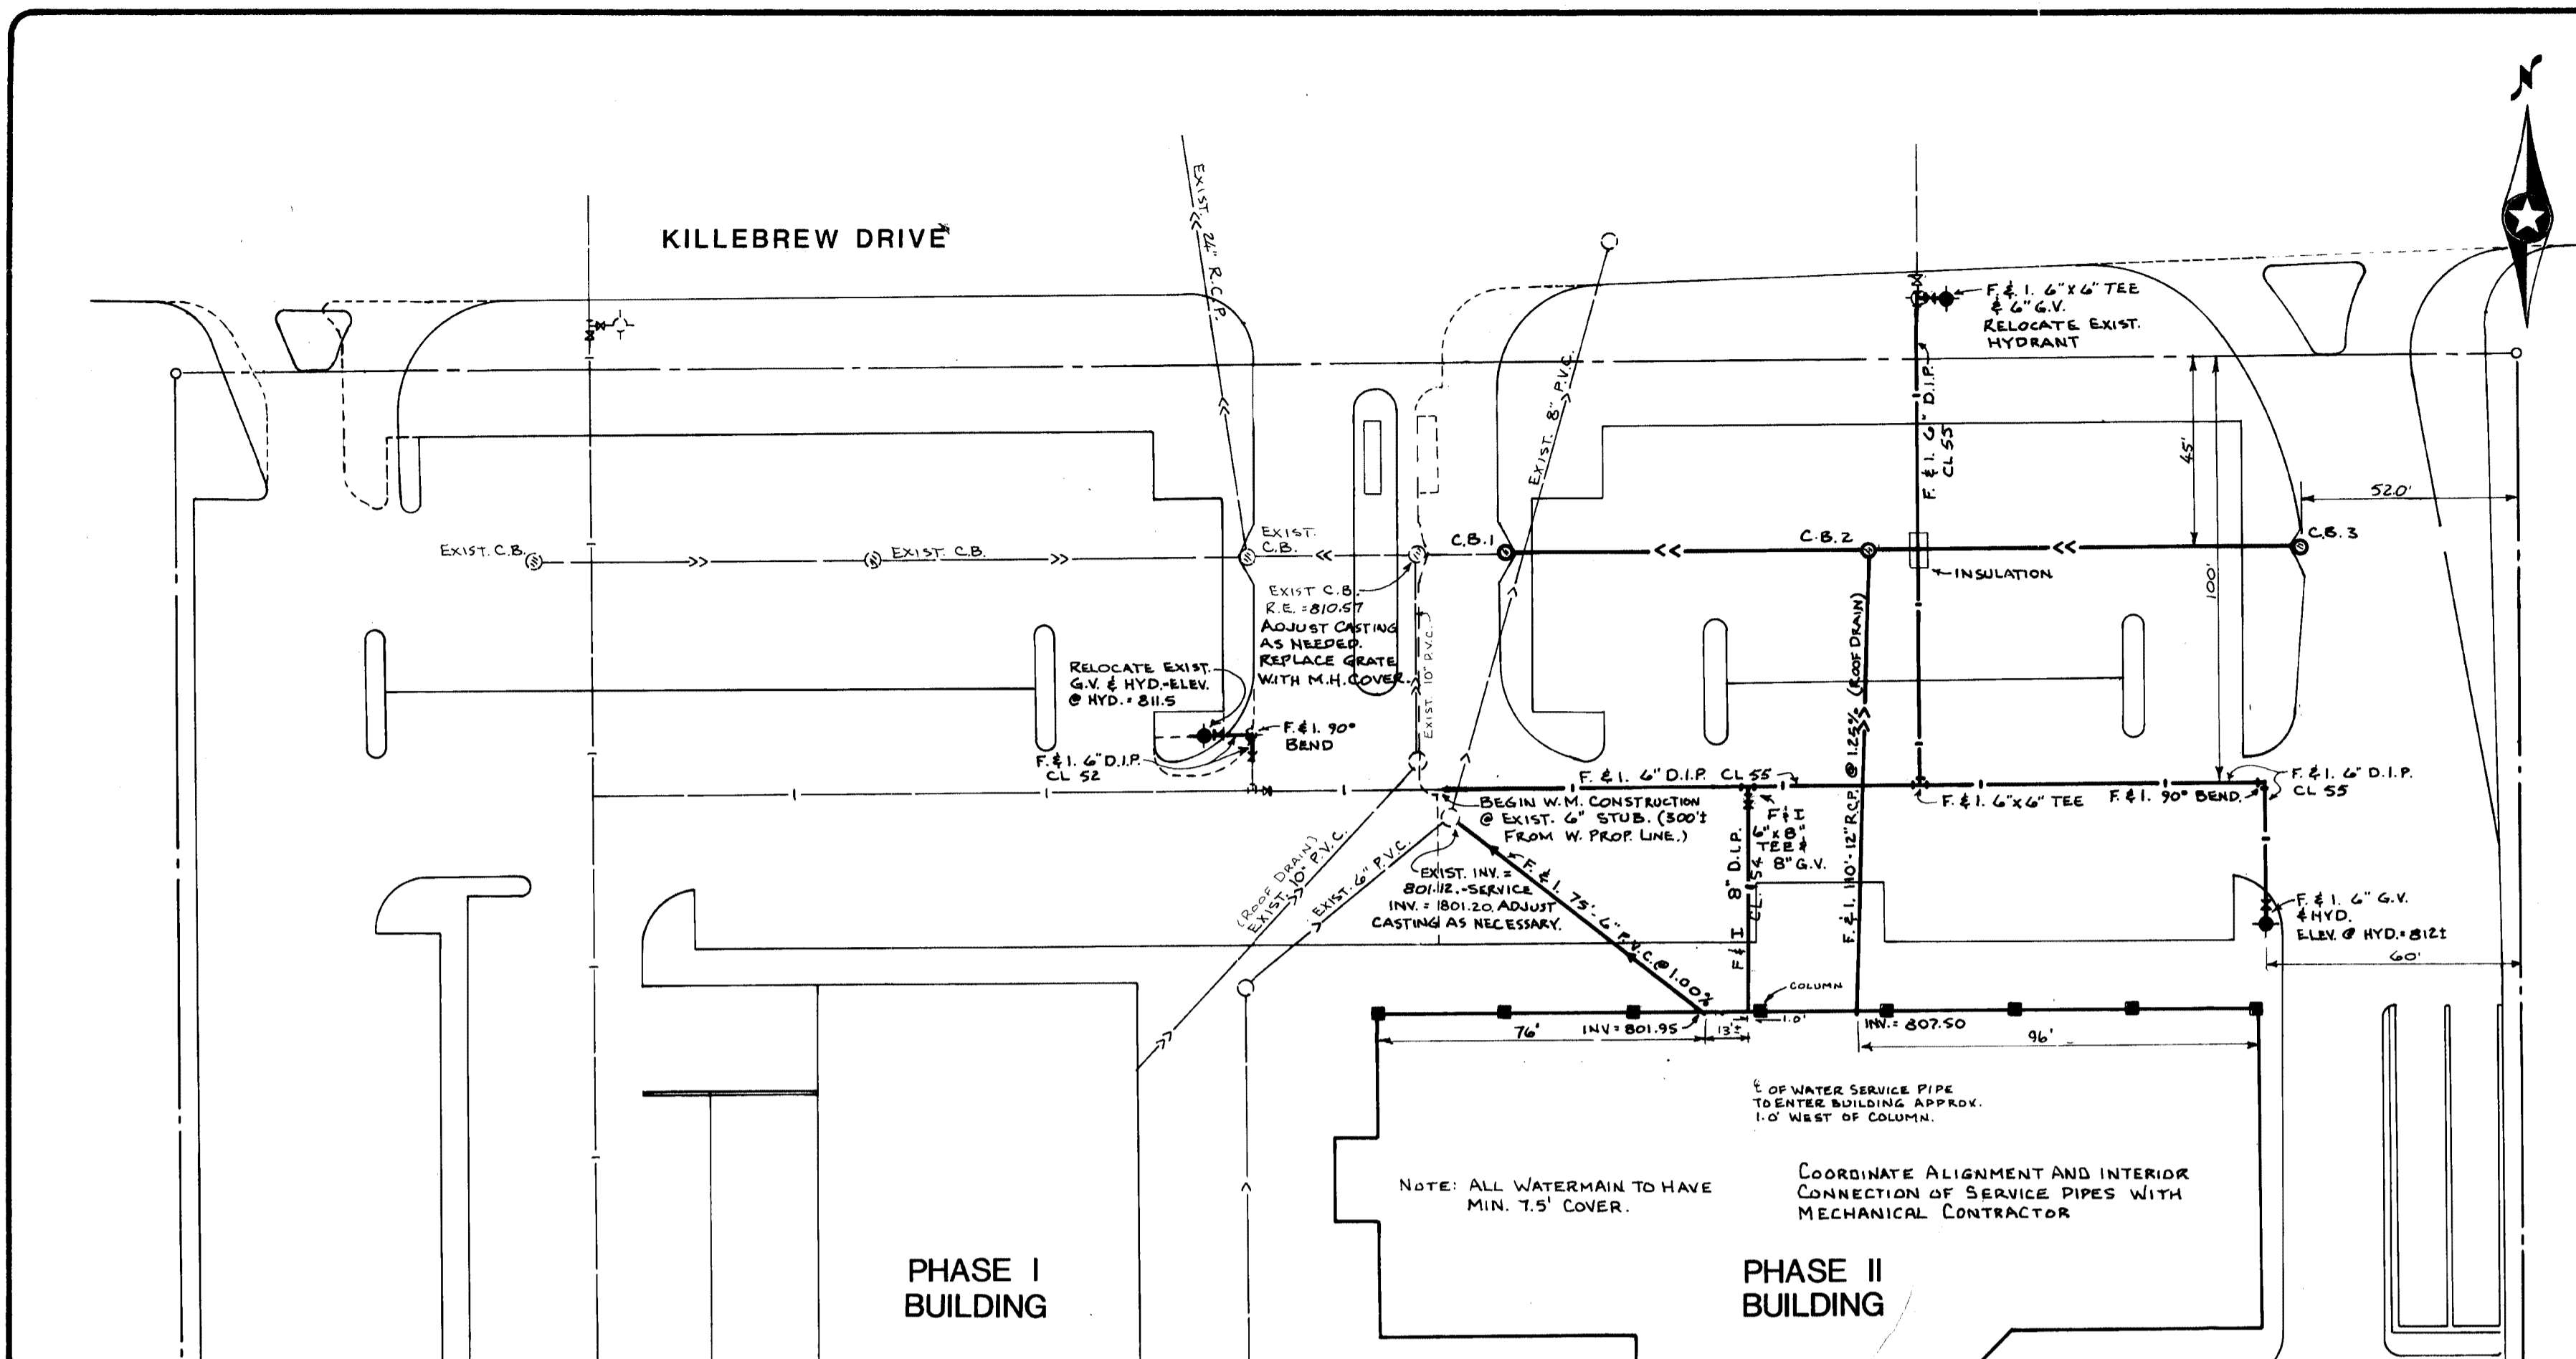 N
KILLEBREW DRIVE
EXIST. 24" R.C.P.
F. & I. 6" X 6" TEE
& 6" G.V.
RELOCATE EXIST.
HYDRANT
EXIST. 8" P.V.C.
F. & I. 6" D.I.P.
CL 55
45'
100'
52.0'
EXIST. C.B.
EXIST. C.B.
EXIST.
C.B.
C.B. 1
C.B. 2
C.B. 3
INSULATION
EXIST C.B.
R.E. = 810.57
ADJUST CASTING
AS NEEDED.
REPLACE GRATE
WITH M.H. COVER.
EXIST. 10" P.V.C.
RELOCATE EXIST.
G.V. & HYD.-ELEV.
@ HYD. = 811.5
F. & I. 90°
BEND
F. & I. 6" D.I.P.
CL 52
F. & I. 6" D.I.P. CL 55
BEGIN W.M. CONSTRUCTION
@ EXIST. 6" STUB. (300'±
FROM W. PROP. LINE.)
F & I
6" x 8"
TEE &
8" G.V.
F & I 8" D.I.P.
CL. 54
F. & I. 110'-12" R.C.P. @ 1.25% (ROOF DRAIN)
F. & I. 6" x 6" TEE
F. & I. 90° BEND.
F. & I. 6" D.I.P.
CL 55
(ROOF DRAIN)
EXIST. 10" P.V.C.
EXIST. 6" P.V.C.
EXIST. INV. =
801.12.-SERVICE
INV. = 801.20. ADJUST
CASTING AS NECESSARY.
F. & I. 75'-6" P.V.C. @ 1.00%
F. & I. 6" G.V.
& HYD.
ELEV. @ HYD. = 812±
60'
COLUMN
76'
INV = 801.95
13'±
1.0'
INV. = 807.50
96'
℄ OF WATER SERVICE PIPE
TO ENTER BUILDING APPROX.
1.0' WEST OF COLUMN.
NOTE: ALL WATERMAIN TO HAVE
MIN. 7.5' COVER.
COORDINATE ALIGNMENT AND INTERIOR
CONNECTION OF SERVICE PIPES WITH
MECHANICAL CONTRACTOR
PHASE I
BUILDING
PHASE II
BUILDING